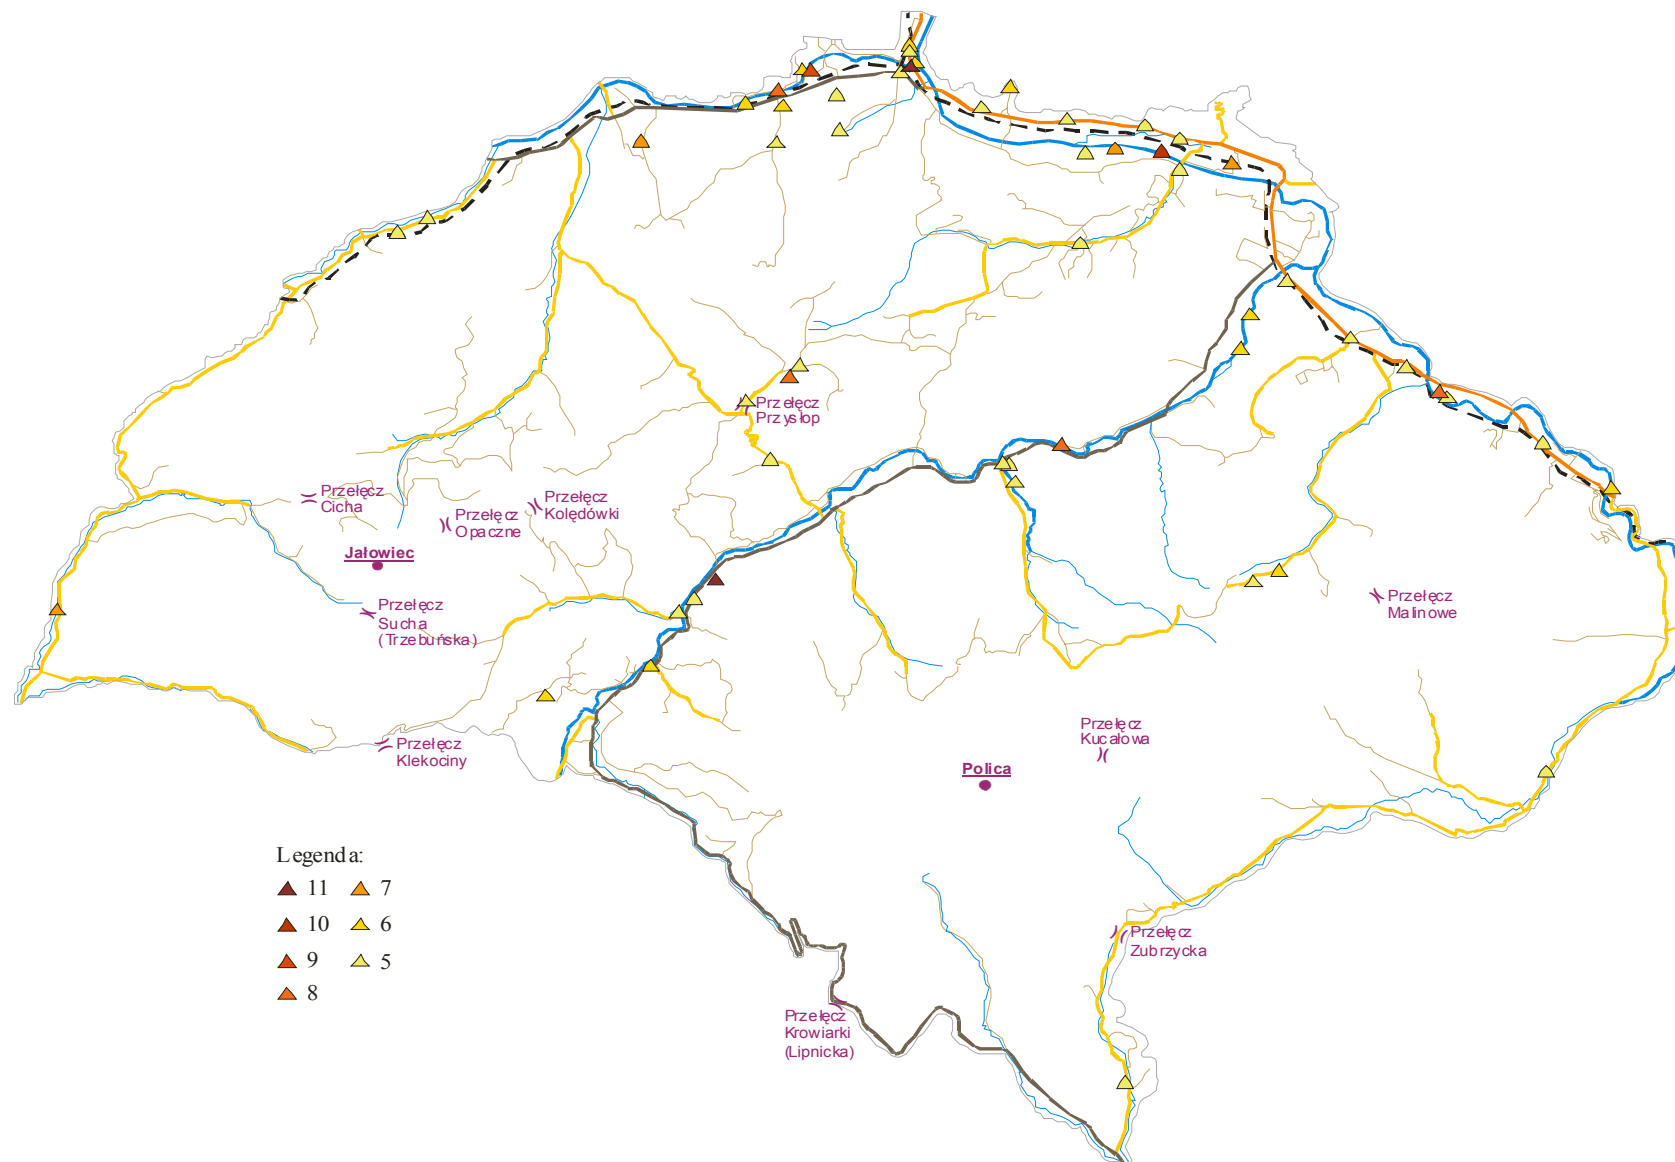 Przełęcz
Przysłop
Przełęcz
Cicha
Przełęcz
Kolędówki
Przełęcz
Opaczne
Jałowiec
Przełęcz
Sucha
(Trzebuńska)
Przełęcz
Malinowe
Przełęcz
Klekociny
Przełęcz
Kucałowa
Polica
Przełęcz
Zubrzycka
Przełęcz
Krowiarki
(Lipnicka)
Legenda:
11 7
10 6
9 5
8